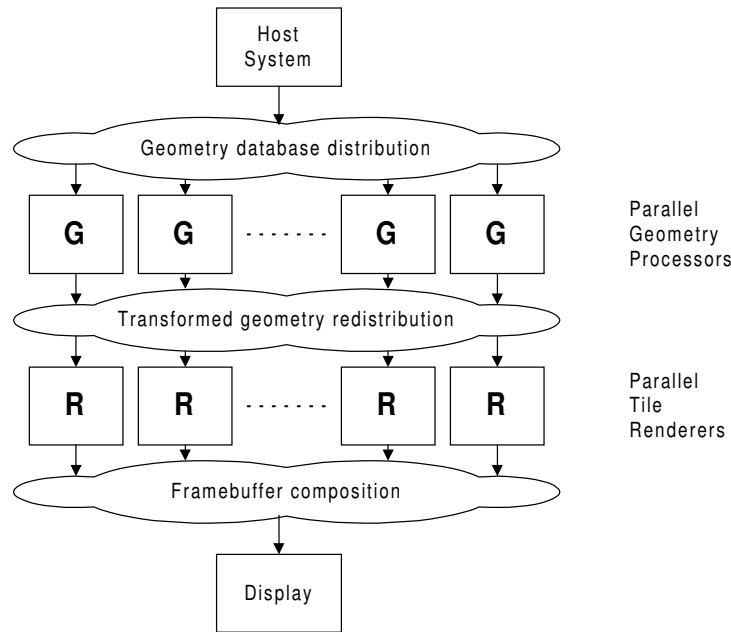 Host
System
Geometry database distribution
G G G G
Parallel
Geometry
Processors
Transformed geometry redistribution
R R R R
Parallel
Tile
Renderers
Framebuffer composition
Display